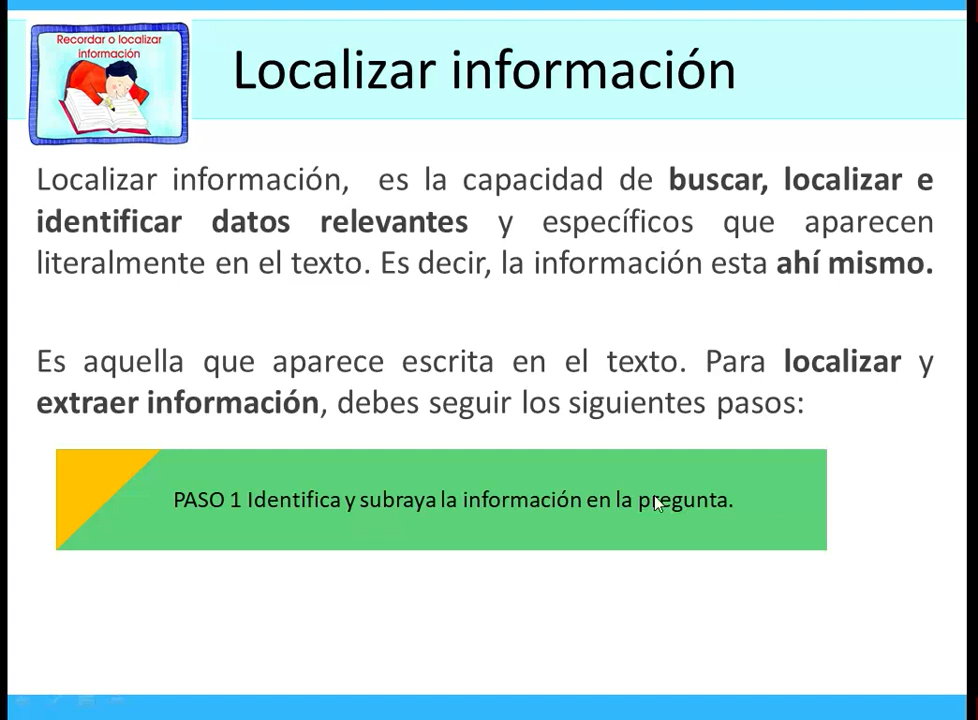 Recordar o localizar
información
Localizar información
Localizar información, es la capacidad de buscar, localizar e
identificar datos relevantes y específicos que aparecen
literalmente en el texto. Es decir, la información esta ahí mismo.
Es aquella que aparece escrita en el texto. Para localizar y
extraer información, debes seguir los siguientes pasos:
PASO 1 Identifica y subraya la información en la pregunta.